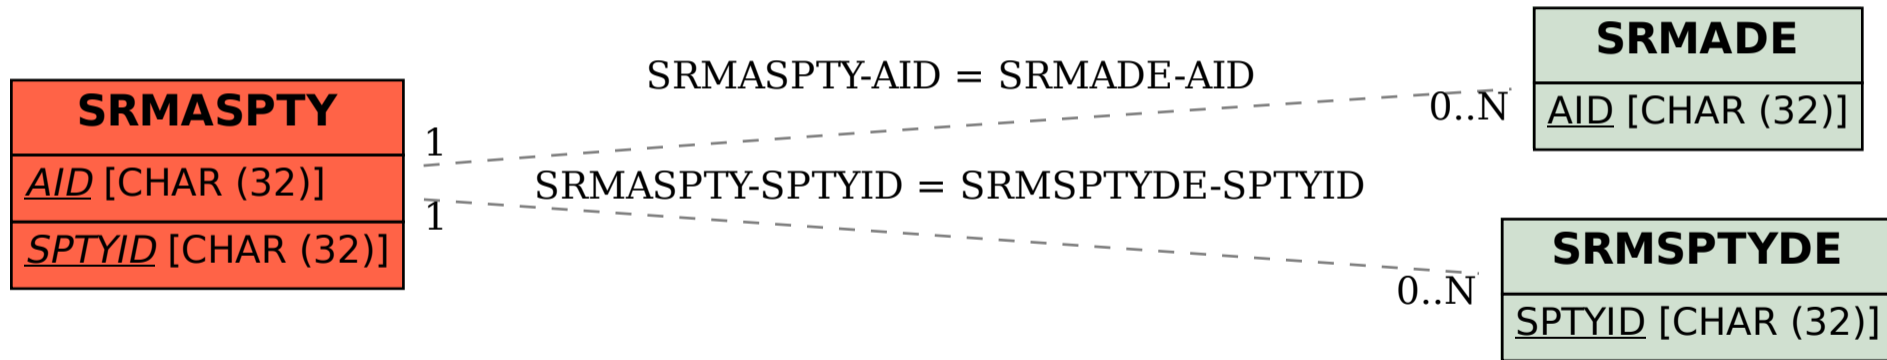 SRMASPTY
AID [CHAR (32)]
SPTYID [CHAR (32)]
SRMASPTY-AID = SRMADE-AID
1
0..N
SRMASPTY-SPTYID = SRMSPTYDE-SPTYID
1
0..N
SRMADE
AID [CHAR (32)]
SRMSPTYDE
SPTYID [CHAR (32)]